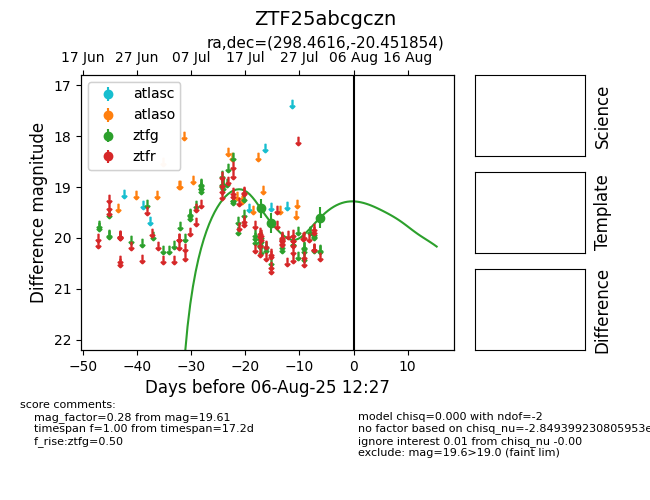 ZTF25abcgczn
ra,dec=(298.4616,-20.451854)
17 Jun 27 Jun 07 Jul 17 Jul 27 Jul 06 Aug 16 Aug
atlasc
atlaso
ztfg
ztfr
17
18
19
20
21
22
Difference magnitude
−50 −40 −30 −20 −10 0 10
Days before 06-Aug-25 12:27
Science
Template
Difference
score comments:
mag_factor=0.28 from mag=19.61
timespan f=1.00 from timespan=17.2d
f_rise:ztfg=0.50
model chisq=0.000 with ndof=-2
no factor based on chisq_nu=-2.849399230805953e
ignore interest 0.01 from chisq_nu -0.00
exclude: mag=19.6>19.0 (faint lim)